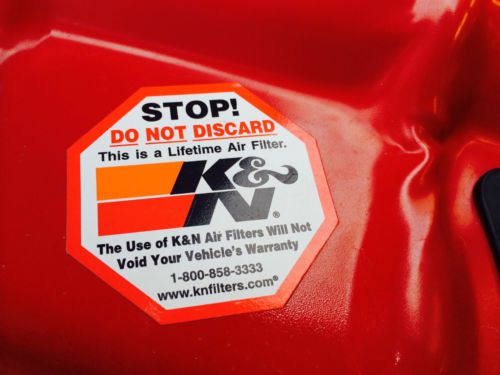 STOP!
DO NOT DISCARD
This is a Lifetime Air Filter.
K&N®
The Use of K&N Air Filters Will Not
Void Your Vehicle's Warranty
1-800-858-3333
www.knfilters.com®